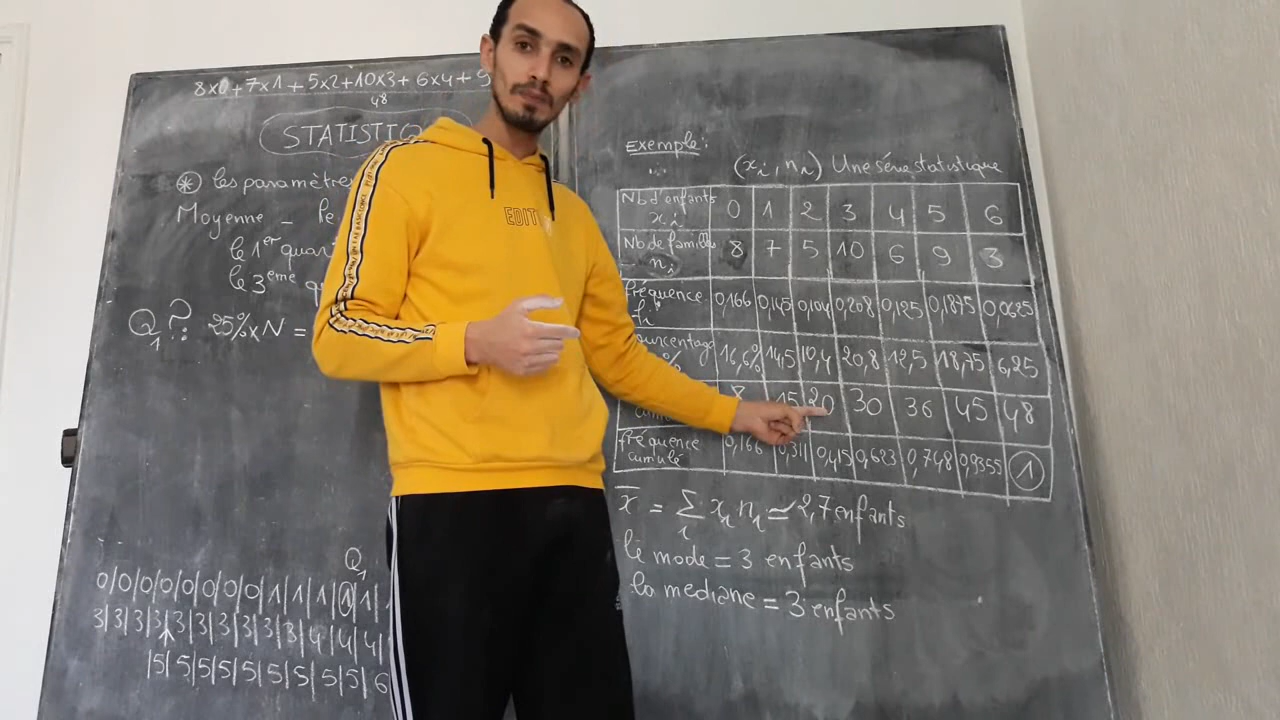 8x0+7x1+5x2+10x3+6x4+9
48
STATISTIQ
⊛ les paramètres
Moyenne - le
le 1er quar
le 3ème q
Q1? 25%xN =
Q1
0|0|0|0|0|0|0|0|1|1|1|1|1|
3|3|3|3|3|3|3|3|3|4|4|4|
|5|5|5|5|5|5|5|5|5|6
EDITI
Exemple:
(xi, ni) Une série statistique
Nb d'enfants xi 0 1 2 3 4 5 6
Nb de familles ni 8 7 5 10 6 9 3
fréquence fi 0,166 0,145 0,104 0,208 0,125 0,1875 0,0625
ourcentage % 16,6% 14,5 10,4 20,8 12,5 18,75 6,25
8 15 20 30 36 45 48
fréquence cumulé 0,166 0,311 0,415 0,623 0,748 0,9355 1
x̄ = Σi xi ni ≃ 2,7 enfants
le mode = 3 enfants
la mediane = 3 enfants